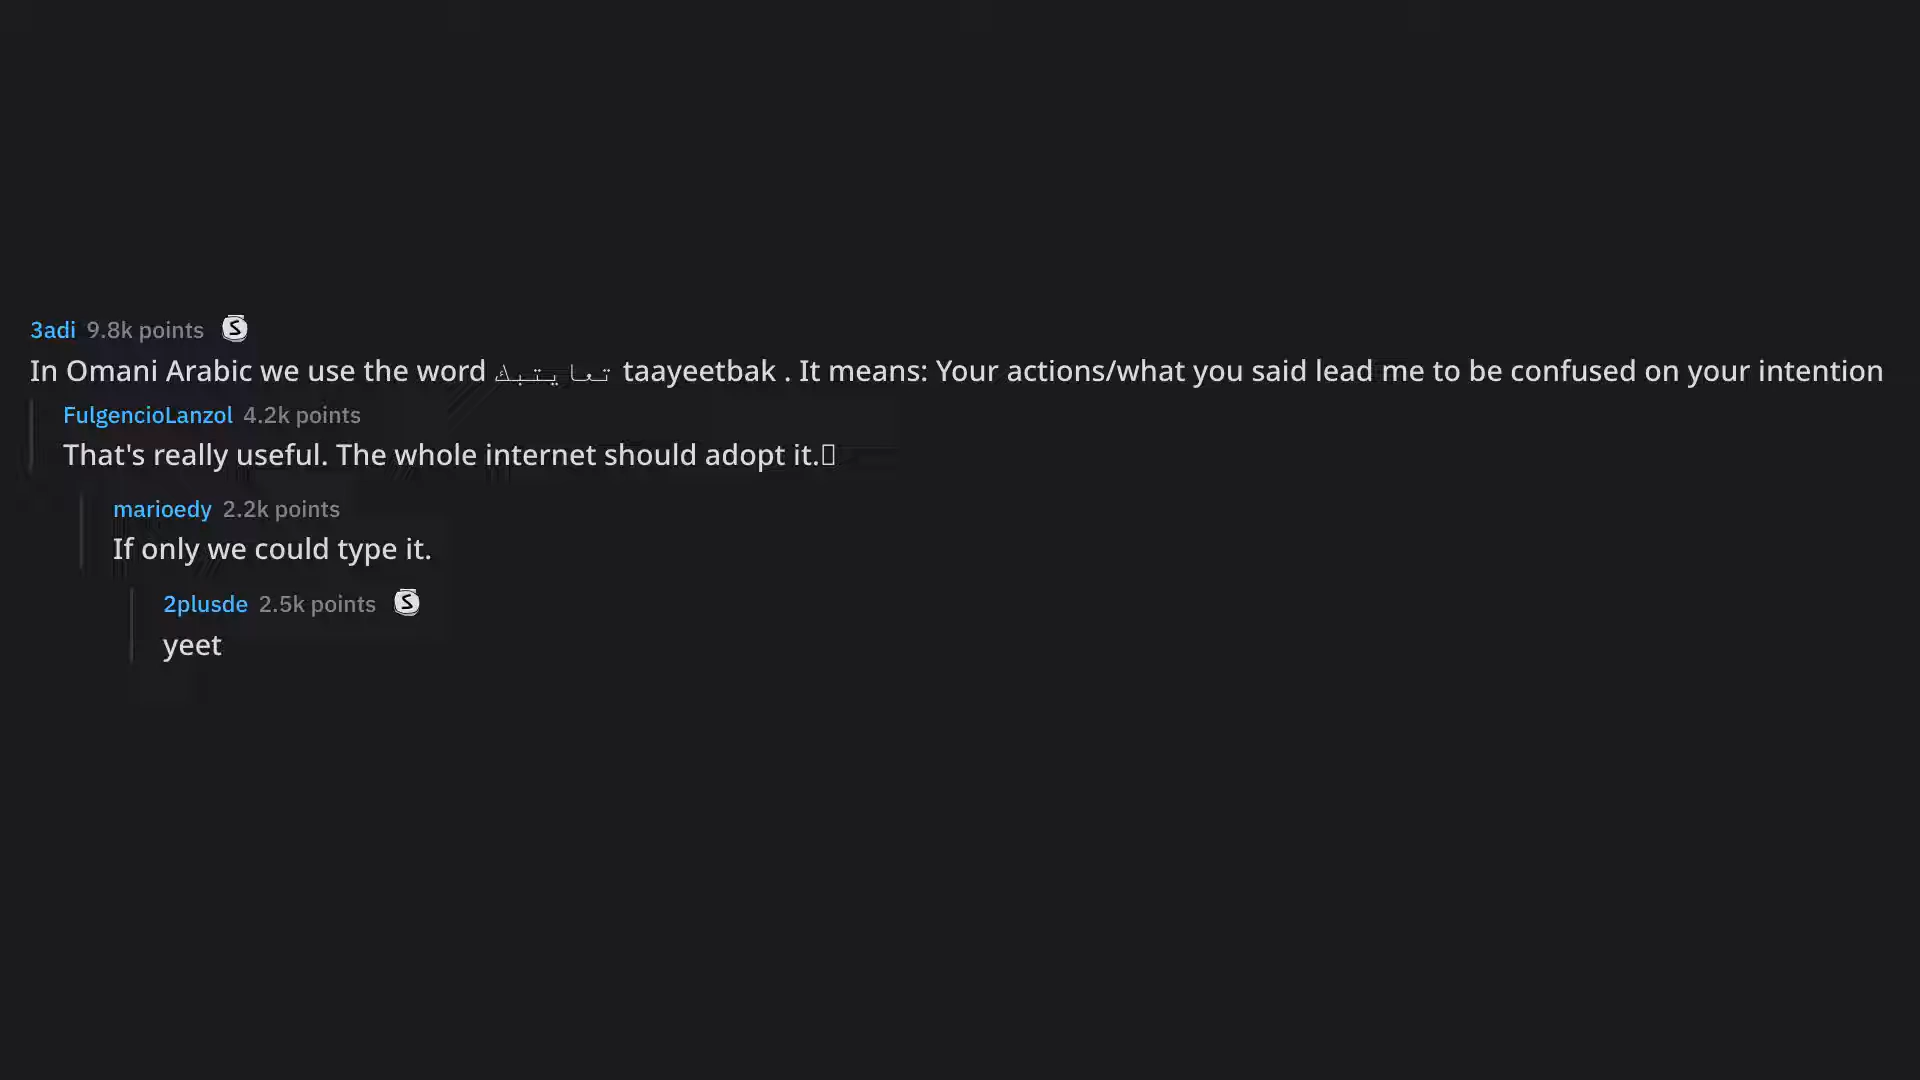 3adi 9.8k points
In Omani Arabic we use the word تعايتبك taayeetbak . It means: Your actions/what you said lead me to be confused on your intention
FulgencioLanzol 4.2k points
That's really useful. The whole internet should adopt it.
marioedy 2.2k points
If only we could type it.
2plusde 2.5k points
yeet